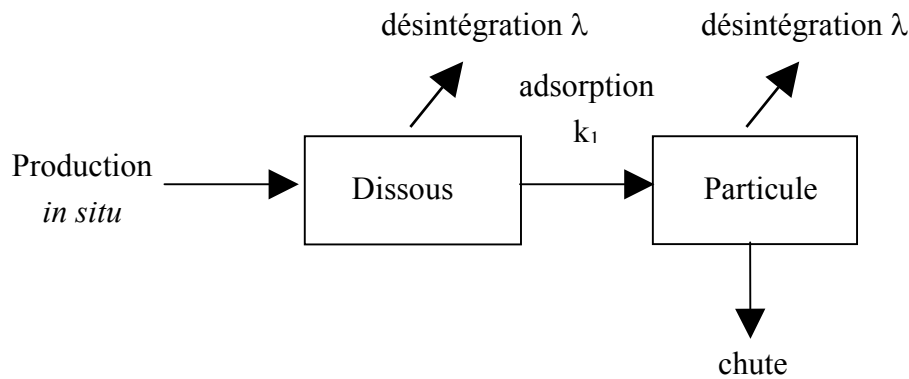 désintégration λ
désintégration λ
adsorption
k₁
Production
in situ
Dissous
Particule
chute